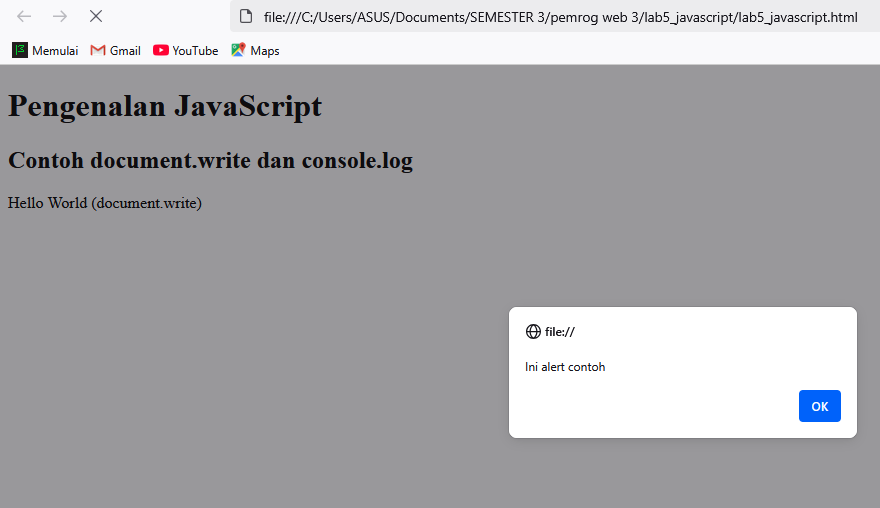 file:///C:/Users/ASUS/Documents/SEMESTER 3/pemrog web 3/lab5_javascript/lab5_javascript.html
Memulai Gmail YouTube Maps
Pengenalan JavaScript
Contoh document.write dan console.log
Hello World (document.write)
file://
Ini alert contoh
OK